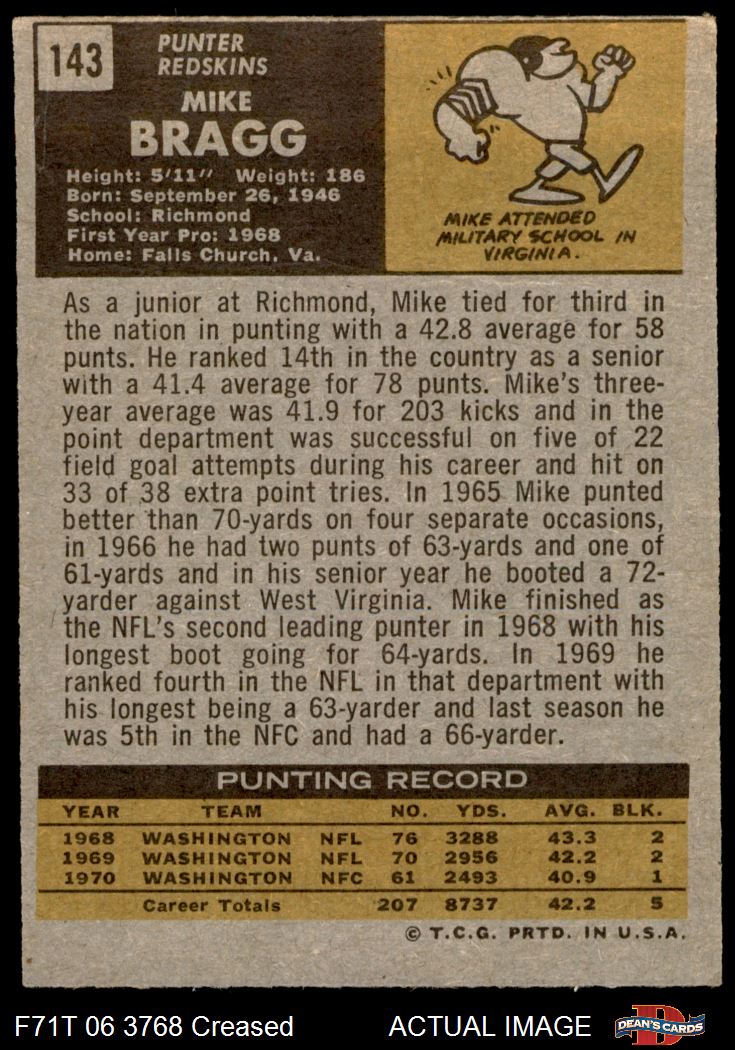 143
PUNTER
REDSKINS
MIKE
BRAGG
Height: 5'11" Weight: 186
Born: September 26, 1946
School: Richmond
First Year Pro: 1968
Home: Falls Church, Va.
MIKE ATTENDED
MILITARY SCHOOL IN
VIRGINIA.
As a junior at Richmond, Mike tied for third in
the nation in punting with a 42.8 average for 58
punts. He ranked 14th in the country as a senior
with a 41.4 average for 78 punts. Mike's three-
year average was 41.9 for 203 kicks and in the
point department was successful on five of 22
field goal attempts during his career and hit on
33 of 38 extra point tries. In 1965 Mike punted
better than 70-yards on four separate occasions,
in 1966 he had two punts of 63-yards and one of
61-yards and in his senior year he booted a 72-
yarder against West Virginia. Mike finished as
the NFL's second leading punter in 1968 with his
longest boot going for 64-yards. In 1969 he
ranked fourth in the NFL in that department with
his longest being a 63-yarder and last season he
was 5th in the NFC and had a 66-yarder.
PUNTING RECORD
YEAR TEAM NO. YDS. AVG. BLK.
1968 WASHINGTON NFL 76 3288 43.3 2
1969 WASHINGTON NFL 70 2956 42.2 2
1970 WASHINGTON NFC 61 2493 40.9 1
Career Totals 207 8737 42.2 5
© T.C.G. PRTD. IN U.S.A.
F71T 06 3768 Creased ACTUAL IMAGE
D
DEAN'S CARDS